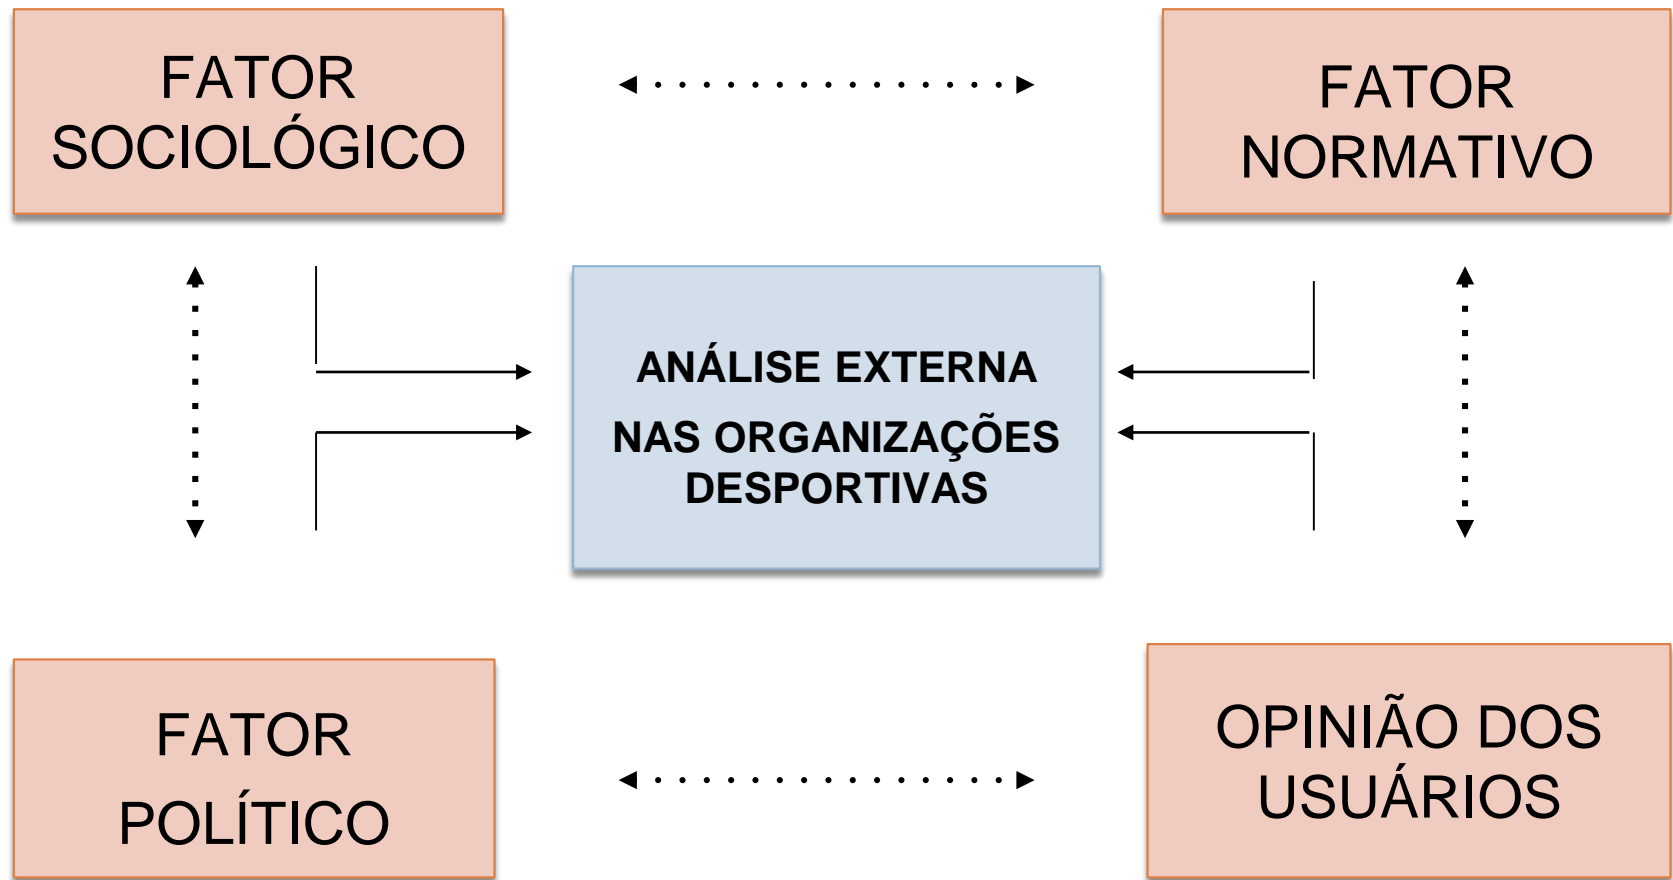 FATOR
SOCIOLÓGICO
FATOR
NORMATIVO
ANÁLISE EXTERNA
NAS ORGANIZAÇÕES
DESPORTIVAS
FATOR
POLÍTICO
OPINIÃO DOS
USUÁRIOS